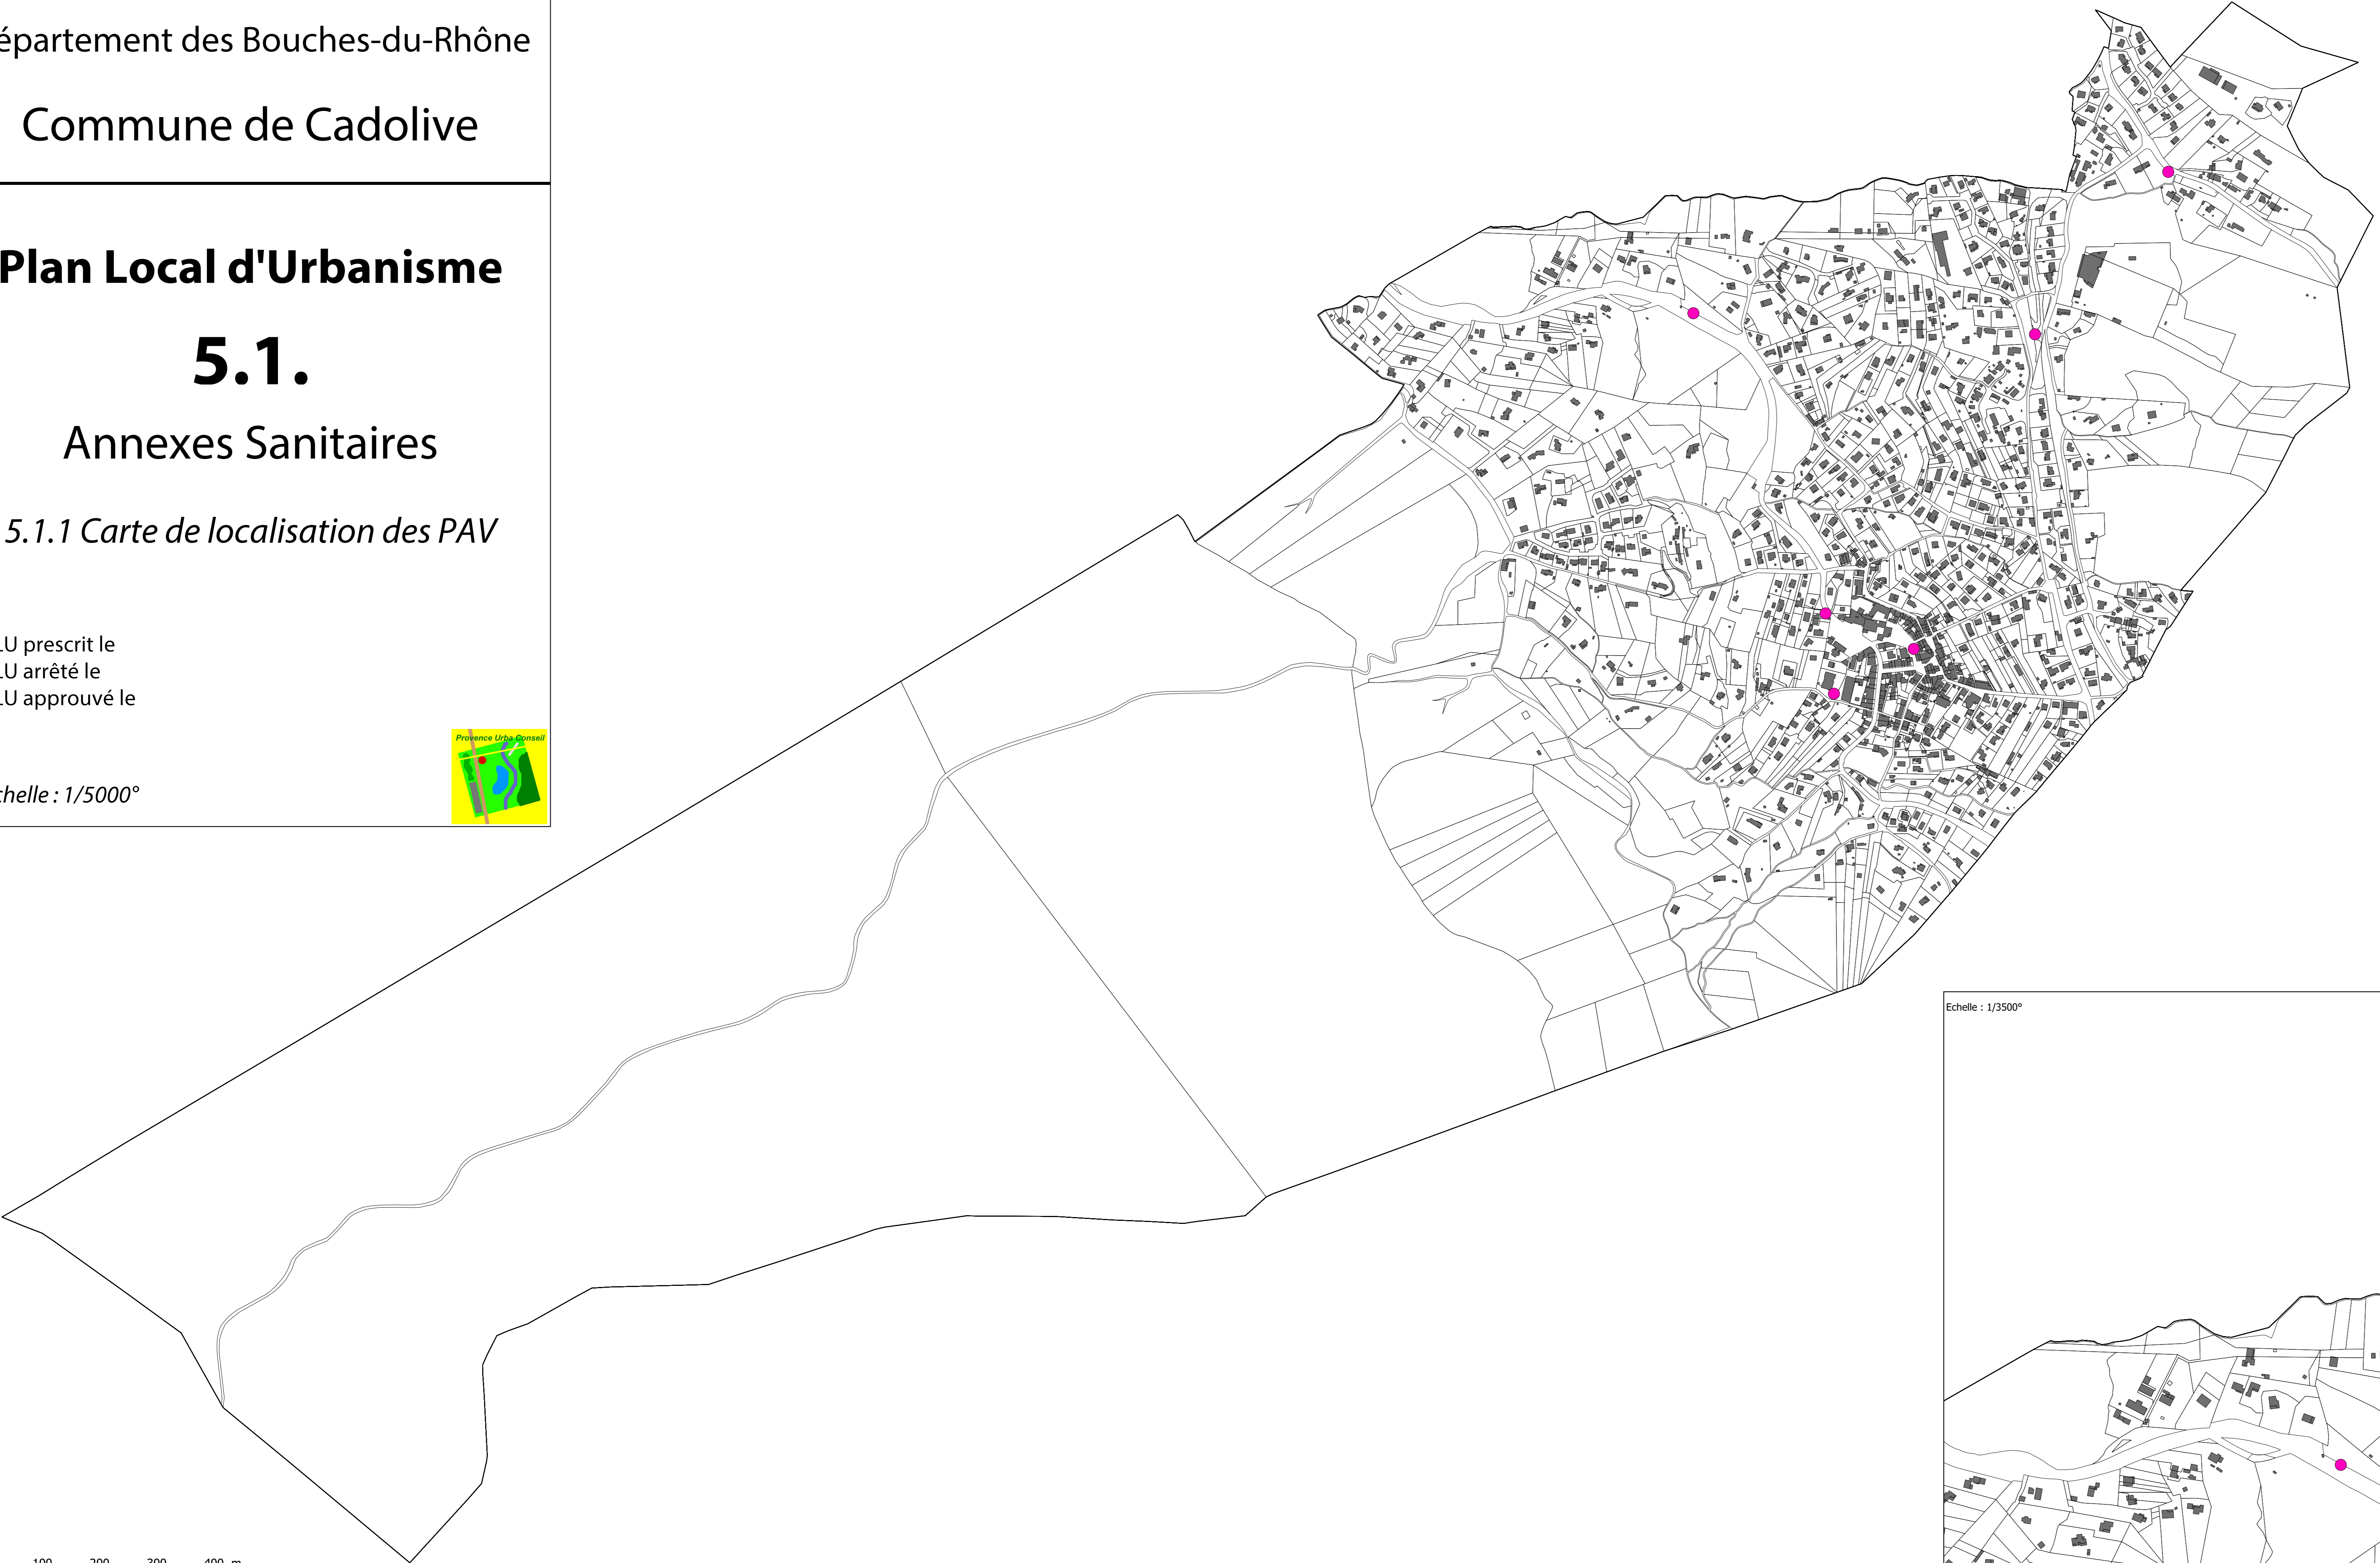 épartement des Bouches-du-Rhône
Commune de Cadolive
Plan Local d'Urbanisme
5.1.
Annexes Sanitaires
5.1.1 Carte de localisation des PAV
LU prescrit le
LU arrêté le
LU approuvé le
Provence Urba Conseil
chelle : 1/5000°
Echelle : 1/3500°
100 200 300 400 m